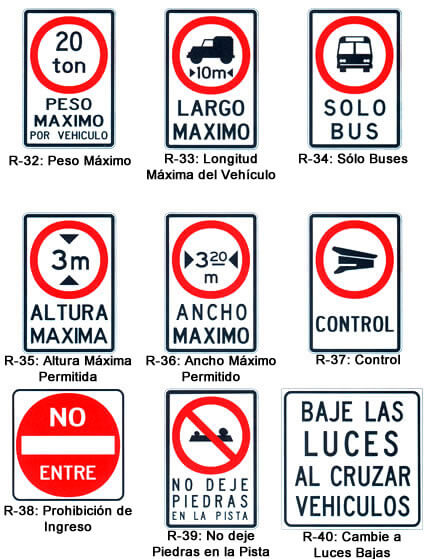 20
ton
PESO
MAXIMO
POR VEHICULO
R-32: Peso Máximo
10m
LARGO
MAXIMO
R-33: Longitud
Máxima del Vehículo
SOLO
BUS
R-34: Sólo Buses
3m
ALTURA
MAXIMA
R-35: Altura Máxima
Permitida
3 20
m
ANCHO
MAXIMO
R-36: Ancho Máximo
Permitido
CONTROL
R-37: Control
NO
ENTRE
R-38: Prohibición de
Ingreso
NO DEJE
PIEDRAS
EN LA PISTA
R-39: No deje
Piedras en la Pista
BAJE LAS
LUCES
AL CRUZAR
VEHICULOS
R-40: Cambie a
Luces Bajas